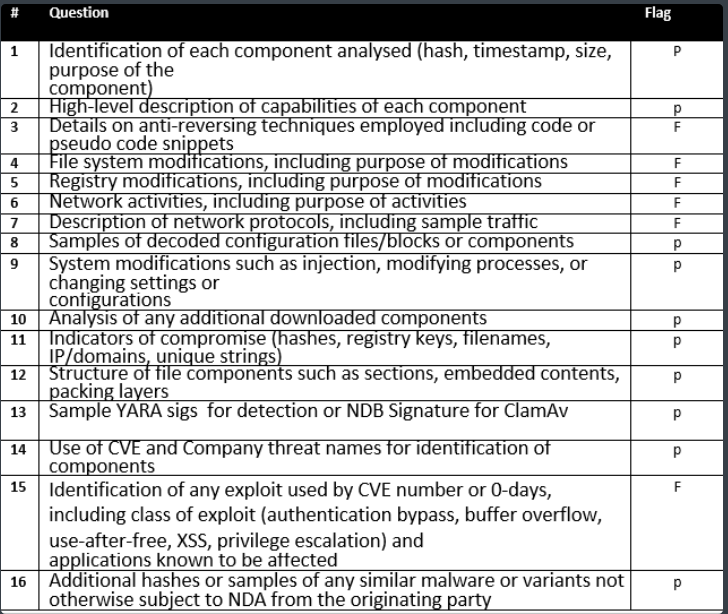 # Question Flag
1 Identification of each component analysed (hash, timestamp, size, P
purpose of the
component)
2 High-level description of capabilities of each component p
3 Details on anti-reversing techniques employed including code or F
pseudo code snippets
4 File system modifications, including purpose of modifications F
5 Registry modifications, including purpose of modifications F
6 Network activities, including purpose of activities F
7 Description of network protocols, including sample traffic F
8 Samples of decoded configuration files/blocks or components p
9 System modifications such as injection, modifying processes, or p
changing settings or
configurations
10 Analysis of any additional downloaded components p
11 Indicators of compromise (hashes, registry keys, filenames, p
IP/domains, unique strings)
12 Structure of file components such as sections, embedded contents, p
packing layers
13 Sample YARA sigs for detection or NDB Signature for ClamAv p
14 Use of CVE and Company threat names for identification of p
components
15 Identification of any exploit used by CVE number or 0-days, F
including class of exploit (authentication bypass, buffer overflow,
use-after-free, XSS, privilege escalation) and
applications known to be affected
16 Additional hashes or samples of any similar malware or variants not p
otherwise subject to NDA from the originating party